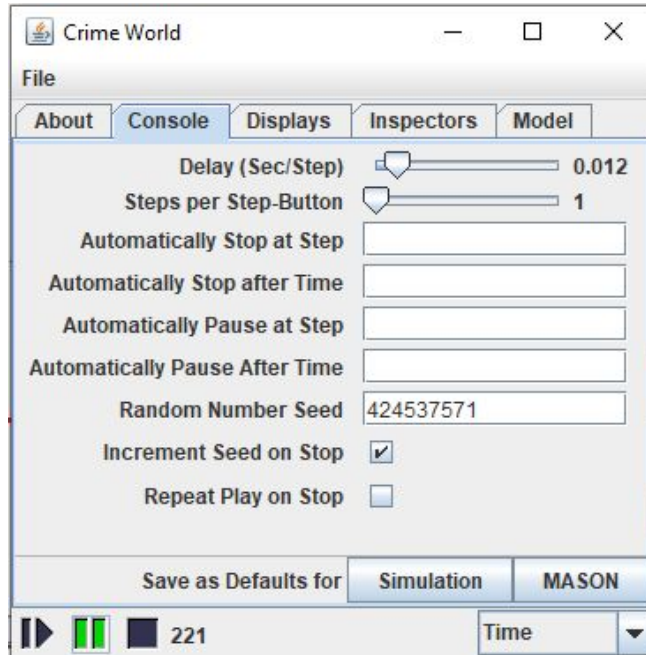 Crime World
File
About Console Displays Inspectors Model
Delay (Sec/Step) 0.012
Steps per Step-Button 1
Automatically Stop at Step
Automatically Stop after Time
Automatically Pause at Step
Automatically Pause After Time
Random Number Seed 424537571
Increment Seed on Stop
Repeat Play on Stop
Save as Defaults for Simulation MASON
221 Time